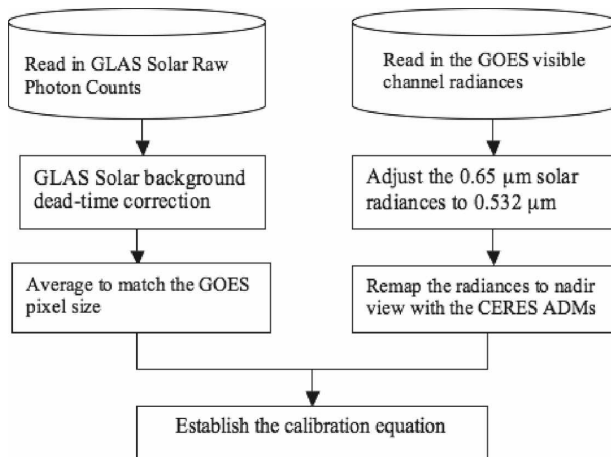 Read in GLAS Solar Raw
Photon Counts
Read in the GOES visible
channel radiances
GLAS Solar background
dead-time correction
Adjust the 0.65 μm solar
radiances to 0.532 μm
Average to match the GOES
pixel size
Remap the radiances to nadir
view with the CERES ADMs
Establish the calibration equation